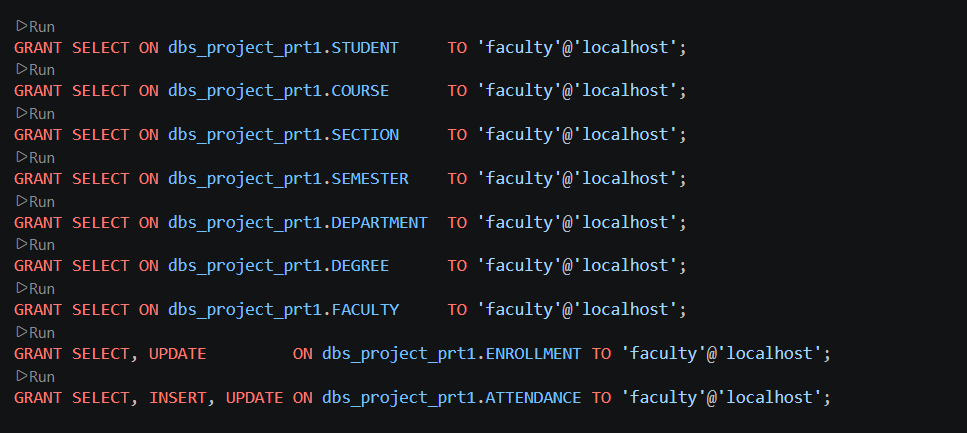 ▷Run
GRANT SELECT ON dbs_project_prt1.STUDENT     TO 'faculty'@'localhost';
▷Run
GRANT SELECT ON dbs_project_prt1.COURSE      TO 'faculty'@'localhost';
▷Run
GRANT SELECT ON dbs_project_prt1.SECTION     TO 'faculty'@'localhost';
▷Run
GRANT SELECT ON dbs_project_prt1.SEMESTER    TO 'faculty'@'localhost';
▷Run
GRANT SELECT ON dbs_project_prt1.DEPARTMENT  TO 'faculty'@'localhost';
▷Run
GRANT SELECT ON dbs_project_prt1.DEGREE      TO 'faculty'@'localhost';
▷Run
GRANT SELECT ON dbs_project_prt1.FACULTY     TO 'faculty'@'localhost';
▷Run
GRANT SELECT, UPDATE         ON dbs_project_prt1.ENROLLMENT TO 'faculty'@'localhost';
▷Run
GRANT SELECT, INSERT, UPDATE ON dbs_project_prt1.ATTENDANCE TO 'faculty'@'localhost';